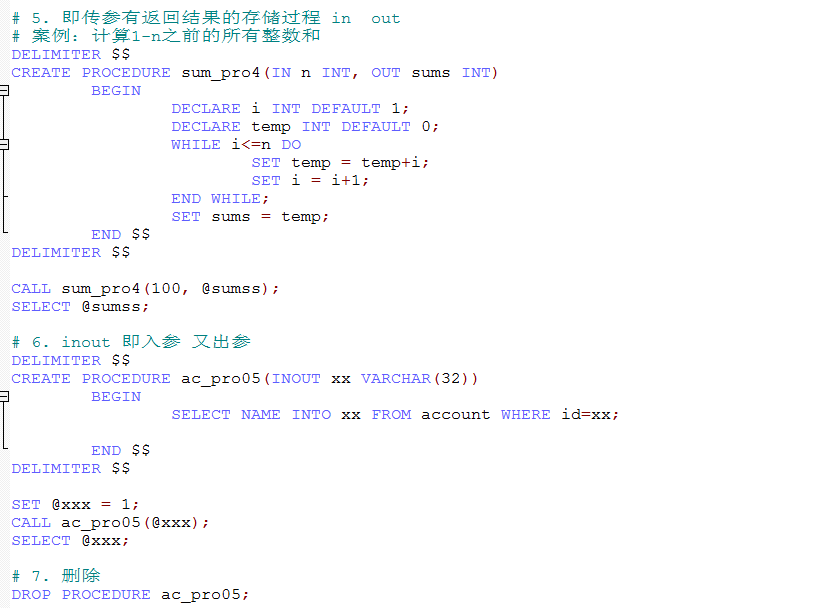 # 5. 即传参有返回结果的存储过程 in  out
# 案例: 计算1-n之前的所有整数和
DELIMITER $$
CREATE PROCEDURE sum_pro4(IN n INT, OUT sums INT)
        BEGIN
                DECLARE i INT DEFAULT 1;
                DECLARE temp INT DEFAULT 0;
                WHILE i<=n DO
                        SET temp = temp+i;
                        SET i = i+1;
                END WHILE;
                SET sums = temp;
        END $$
DELIMITER $$

CALL sum_pro4(100, @sumss);
SELECT @sumss;

# 6. inout 即入参 又出参
DELIMITER $$
CREATE PROCEDURE ac_pro05(INOUT xx VARCHAR(32))
        BEGIN
                SELECT NAME INTO xx FROM account WHERE id=xx;

        END $$
DELIMITER $$

SET @xxx = 1;
CALL ac_pro05(@xxx);
SELECT @xxx;

# 7. 删除
DROP PROCEDURE ac_pro05;